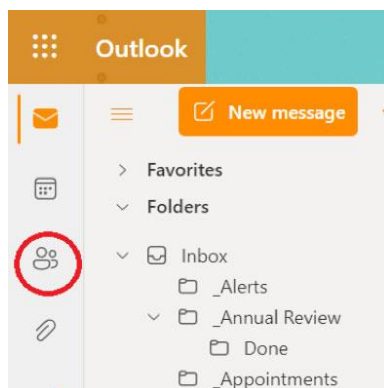 Outlook
New message
Favorites
Folders
Inbox
_Alerts
_Annual Review
Done
_Appointments